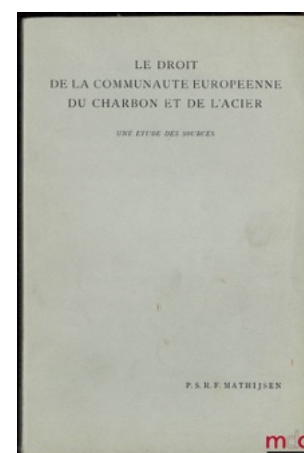 LE DROIT
DE LA COMMUNAUTE EUROPEENNE
DU CHARBON ET DE L'ACIER
UNE ETUDE DES SOURCES
P. S. R. F. MATHIJSEN